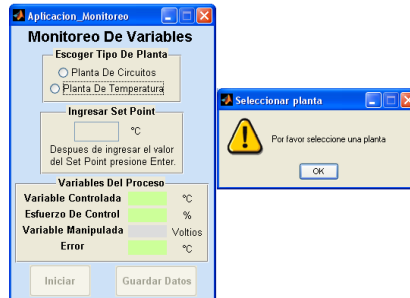 Aplicacion_Monitoreo
Monitoreo De Variables
Escoger Tipo De Planta
Planta De Circuitos
Planta De Temperatura
Ingresar Set Point
°C
Despues de ingresar el valor
del Set Point presione Enter.
Variables Del Proceso
Variable Controlada °C
Esfuerzo De Control %
Variable Manipulada Voltios
Error °C
Iniciar Guardar Datos
Seleccionar planta
Por favor seleccione una planta
OK